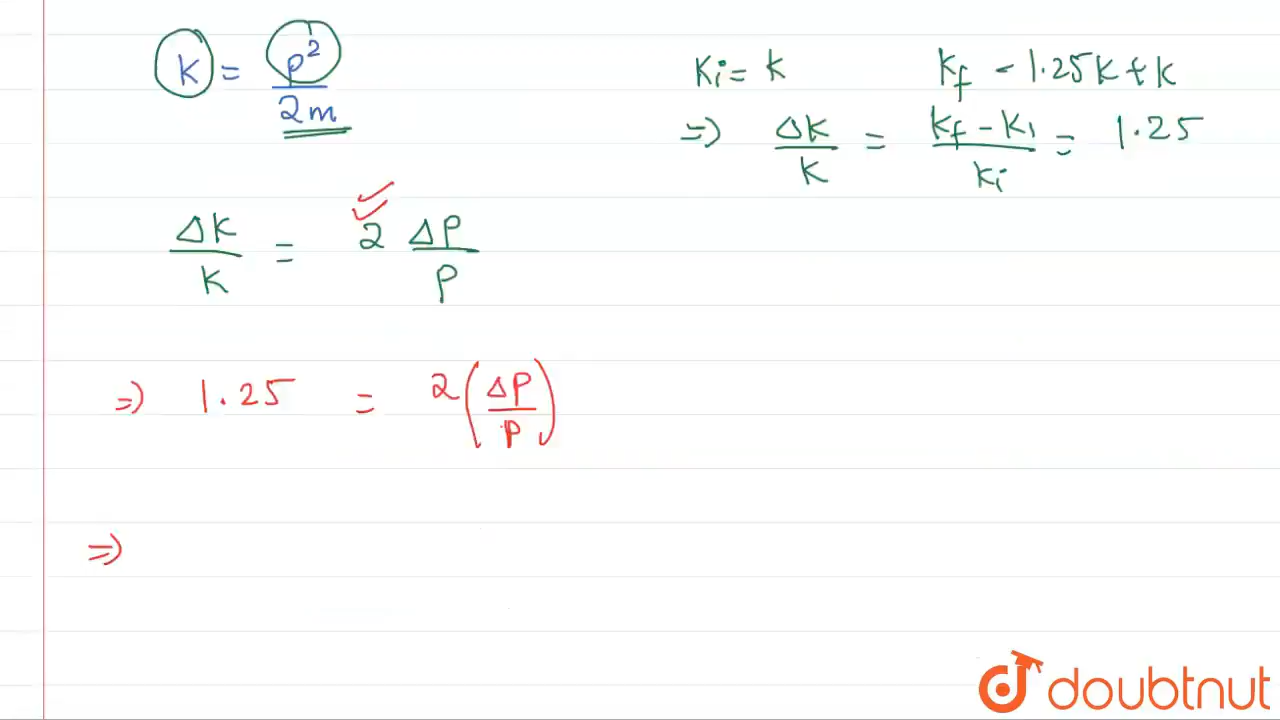 K = p²/2m
Ki = K Kf - 1.25K + K
=> ΔK/K = Kf - Ki/Ki = 1.25
ΔK/K = 2 ΔP/P
=> 1.25 = 2(ΔP/P)
=>
doubtnut